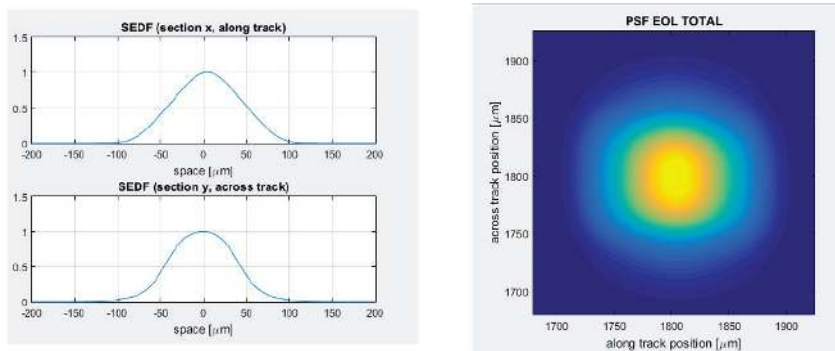 SEDF (section x, along track)
1.5
1
0.5
0
-200 -150 -100 -50 0 50 100 150 200
space [μm]
SEDF (section y, across track)
1.5
1
0.5
0
-200 -150 -100 -50 0 50 100 150 200
space [μm]
PSF EOL TOTAL
across track position [μm]
1900
1850
1800
1750
1700
1700 1750 1800 1850 1900
along track position [μm]